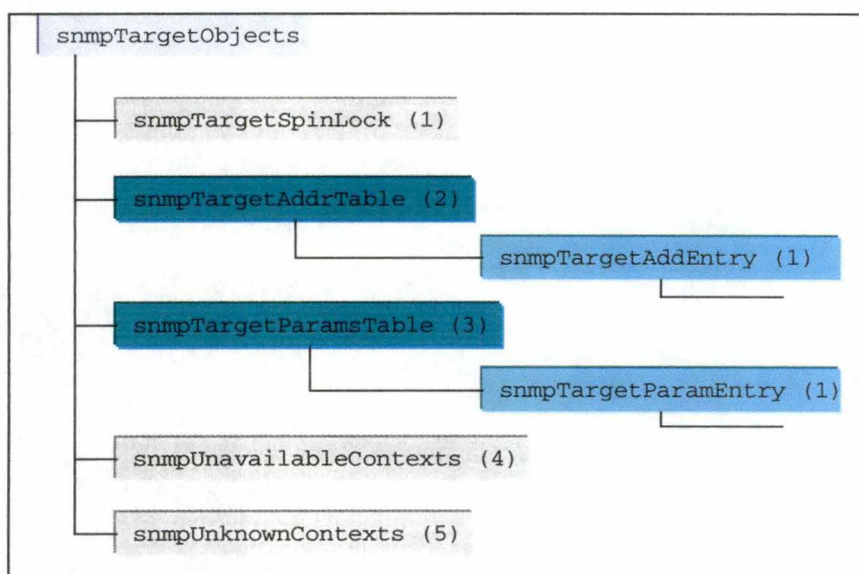 snmpTargetObjects
snmpTargetSpinLock (1)
snmpTargetAddrTable (2)
snmpTargetAddEntry (1)
snmpTargetParamsTable (3)
snmpTargetParamEntry (1)
snmpUnavailableContexts (4)
snmpUnknownContexts (5)